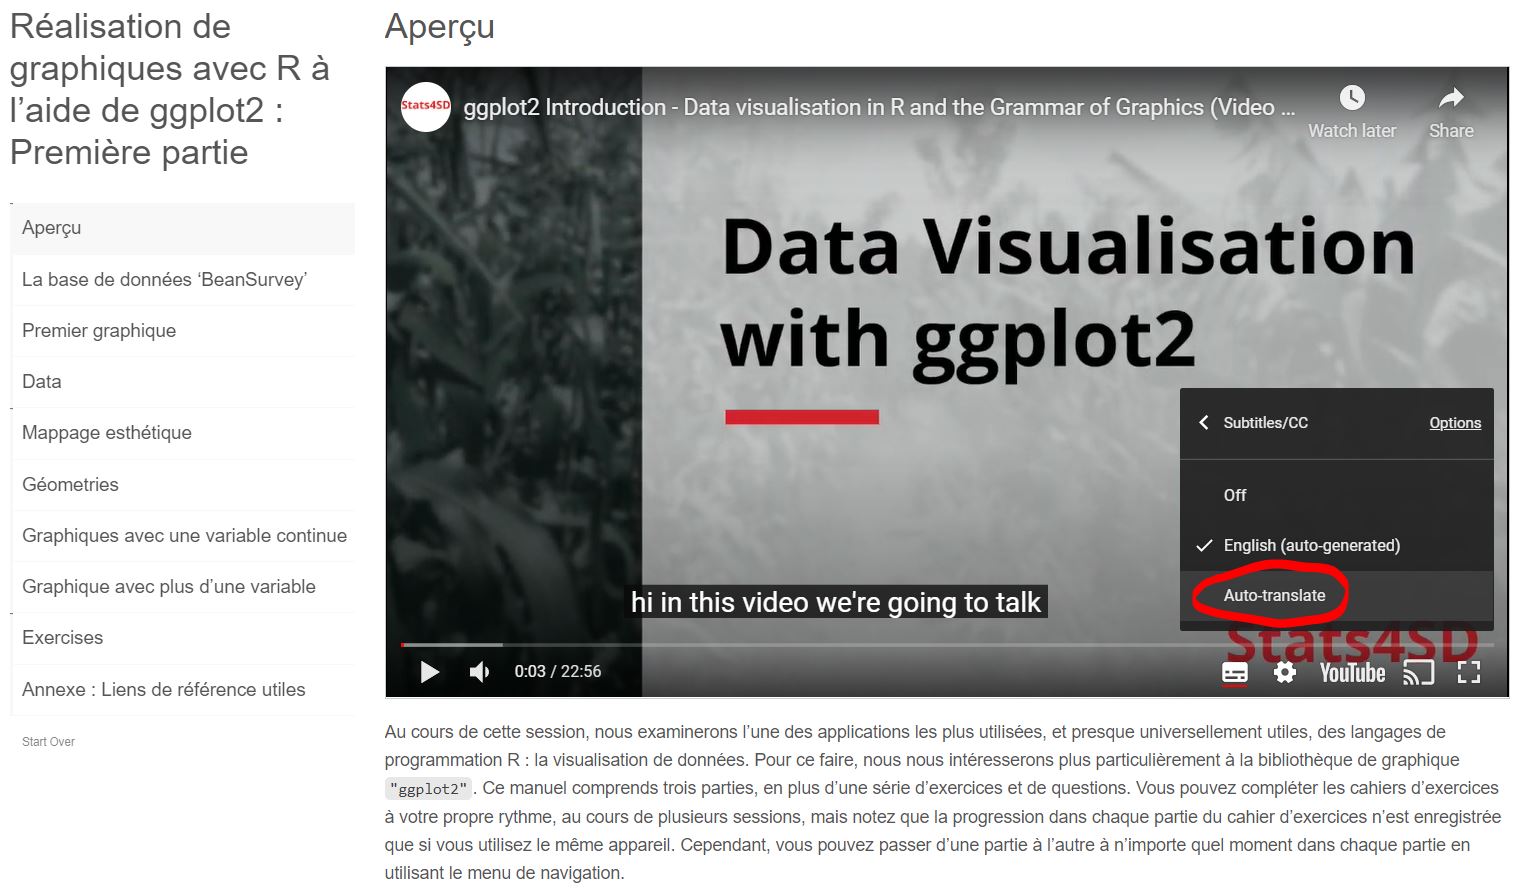 Réalisation de
graphiques avec R à
l’aide de ggplot2 :
Première partie
Aperçu
La base de données ‘BeanSurvey’
Premier graphique
Data
Mappage esthétique
Géometries
Graphiques avec une variable continue
Graphique avec plus d’une variable
Exercises
Annexe : Liens de référence utiles
Start Over
Aperçu
Stats4SD
ggplot2 Introduction - Data visualisation in R and the Grammar of Graphics (Video ...
Watch later
Share
Data Visualisation
with ggplot2
Subtitles/CC
Options
Off
English (auto-generated)
Auto-translate
hi in this video we're going to talk
Stats4SD
0:03 / 22:56
YouTube
Au cours de cette session, nous examinerons l’une des applications les plus utilisées, et presque universellement utiles, des langages de
programmation R : la visualisation de données. Pour ce faire, nous nous intéresserons plus particulièrement à la bibliothèque de graphique
"ggplot2" . Ce manuel comprends trois parties, en plus d’une série d’exercices et de questions. Vous pouvez compléter les cahiers d’exercices
à votre propre rythme, au cours de plusieurs sessions, mais notez que la progression dans chaque partie du cahier d’exercices n’est enregistrée
que si vous utilisez le même appareil. Cependant, vous pouvez passer d’une partie à l’autre à n’importe quel moment dans chaque partie en
utilisant le menu de navigation.